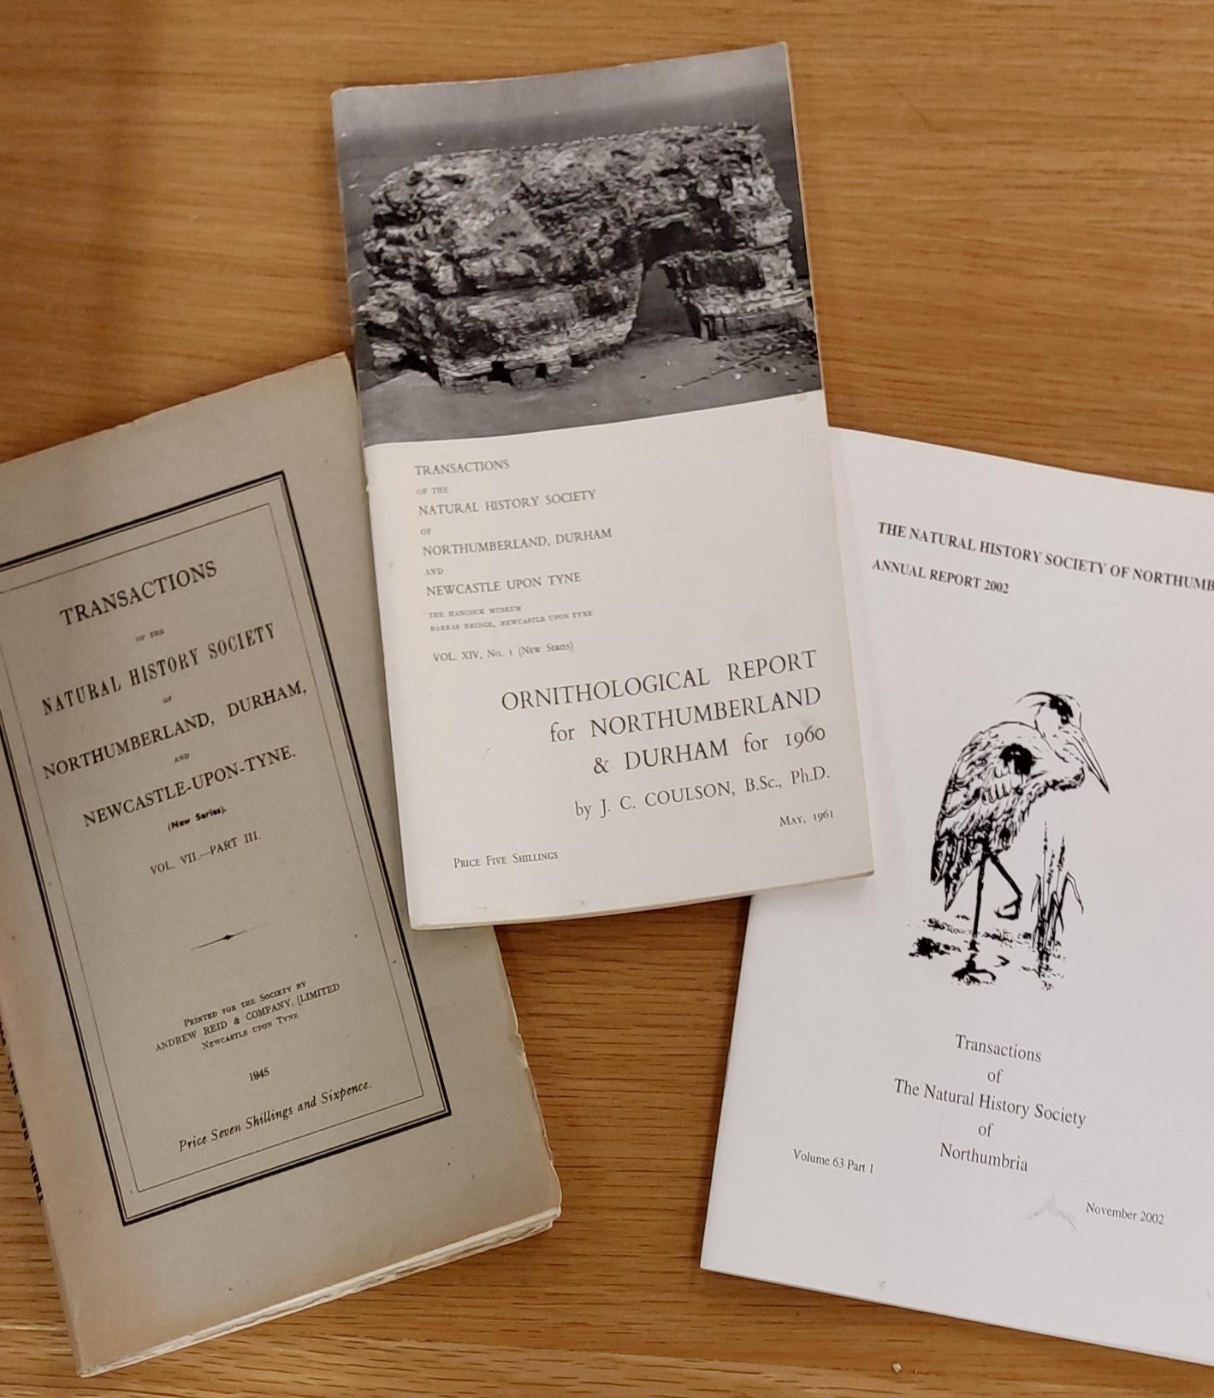 TRANSACTIONS
OF THE
NATURAL HISTORY SOCIETY
OF
NORTHUMBERLAND, DURHAM,
AND
NEWCASTLE-UPON-TYNE.
(New Series).
VOL. VII.—PART III.
PRINTED FOR THE SOCIETY BY
ANDREW REID & COMPANY, LIMITED
NEWCASTLE UPON TYNE
1945
Price Seven Shillings and Sixpence.
TRANSACTIONS
OF THE
NATURAL HISTORY SOCIETY
OF
NORTHUMBERLAND, DURHAM
AND
NEWCASTLE UPON TYNE
THE HANCOCK MUSEUM
BARRAS BRIDGE, NEWCASTLE UPON TYNE
VOL. XIV, No. 1 (New Series)
ORNITHOLOGICAL REPORT
for NORTHUMBERLAND
& DURHAM for 1960
by J. C. COULSON, B.Sc., Ph.D.
MAY, 1961
PRICE FIVE SHILLINGS
THE NATURAL HISTORY SOCIETY OF NORTHUMB
ANNUAL REPORT 2002
Transactions
of
The Natural History Society
of
Northumbria
Volume 63 Part 1
November 2002